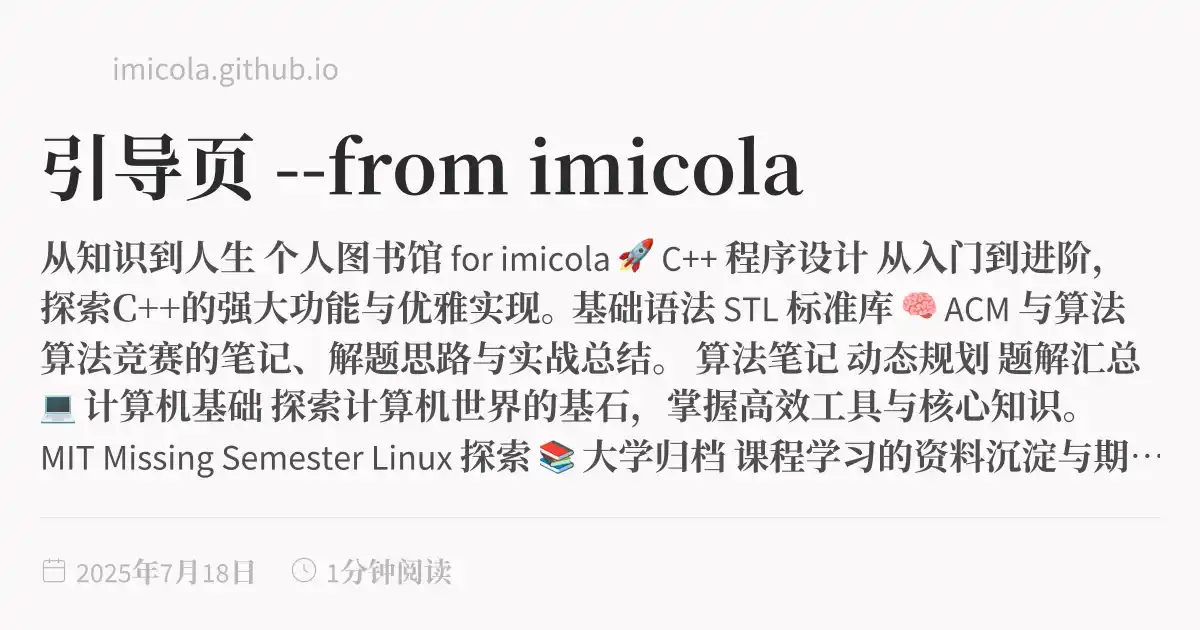 imicola.github.io
引导页 --from imicola
从知识到人生 个人图书馆 for imicola 🚀 C++ 程序设计 从入门到进阶，
探索C++的强大功能与优雅实现。基础语法 STL 标准库 🧠 ACM 与算法
算法竞赛的笔记、解题思路与实战总结。 算法笔记 动态规划 题解汇总
💻 计算机基础 探索计算机世界的基石，掌握高效工具与核心知识。
MIT Missing Semester Linux 探索 📚 大学归档 课程学习的资料沉淀与期…
2025年7月18日 1分钟阅读